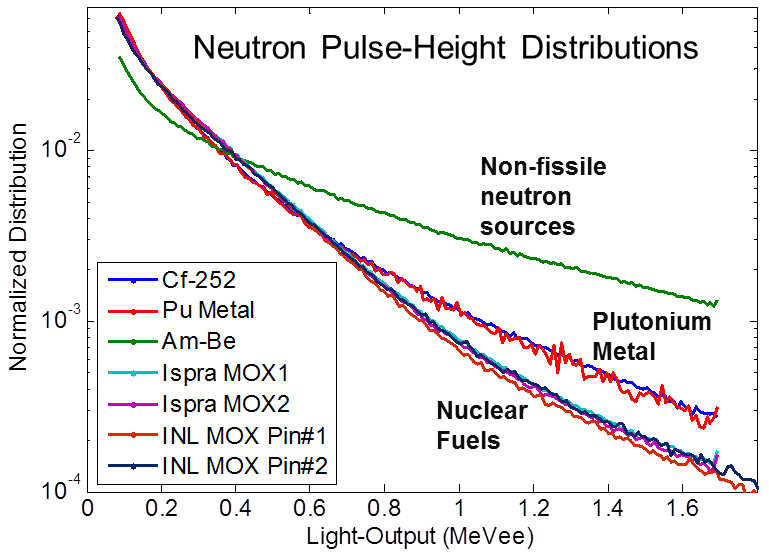 Neutron Pulse-Height Distributions
Normalized Distribution
10-2
10-3
10-4
Non-fissile
neutron
sources
Plutonium
Metal
Nuclear
Fuels
Cf-252
Pu Metal
Am-Be
Ispra MOX1
Ispra MOX2
INL MOX Pin#1
INL MOX Pin#2
0 0.2 0.4 0.6 0.8 1 1.2 1.4 1.6
Light-Output (MeVee)